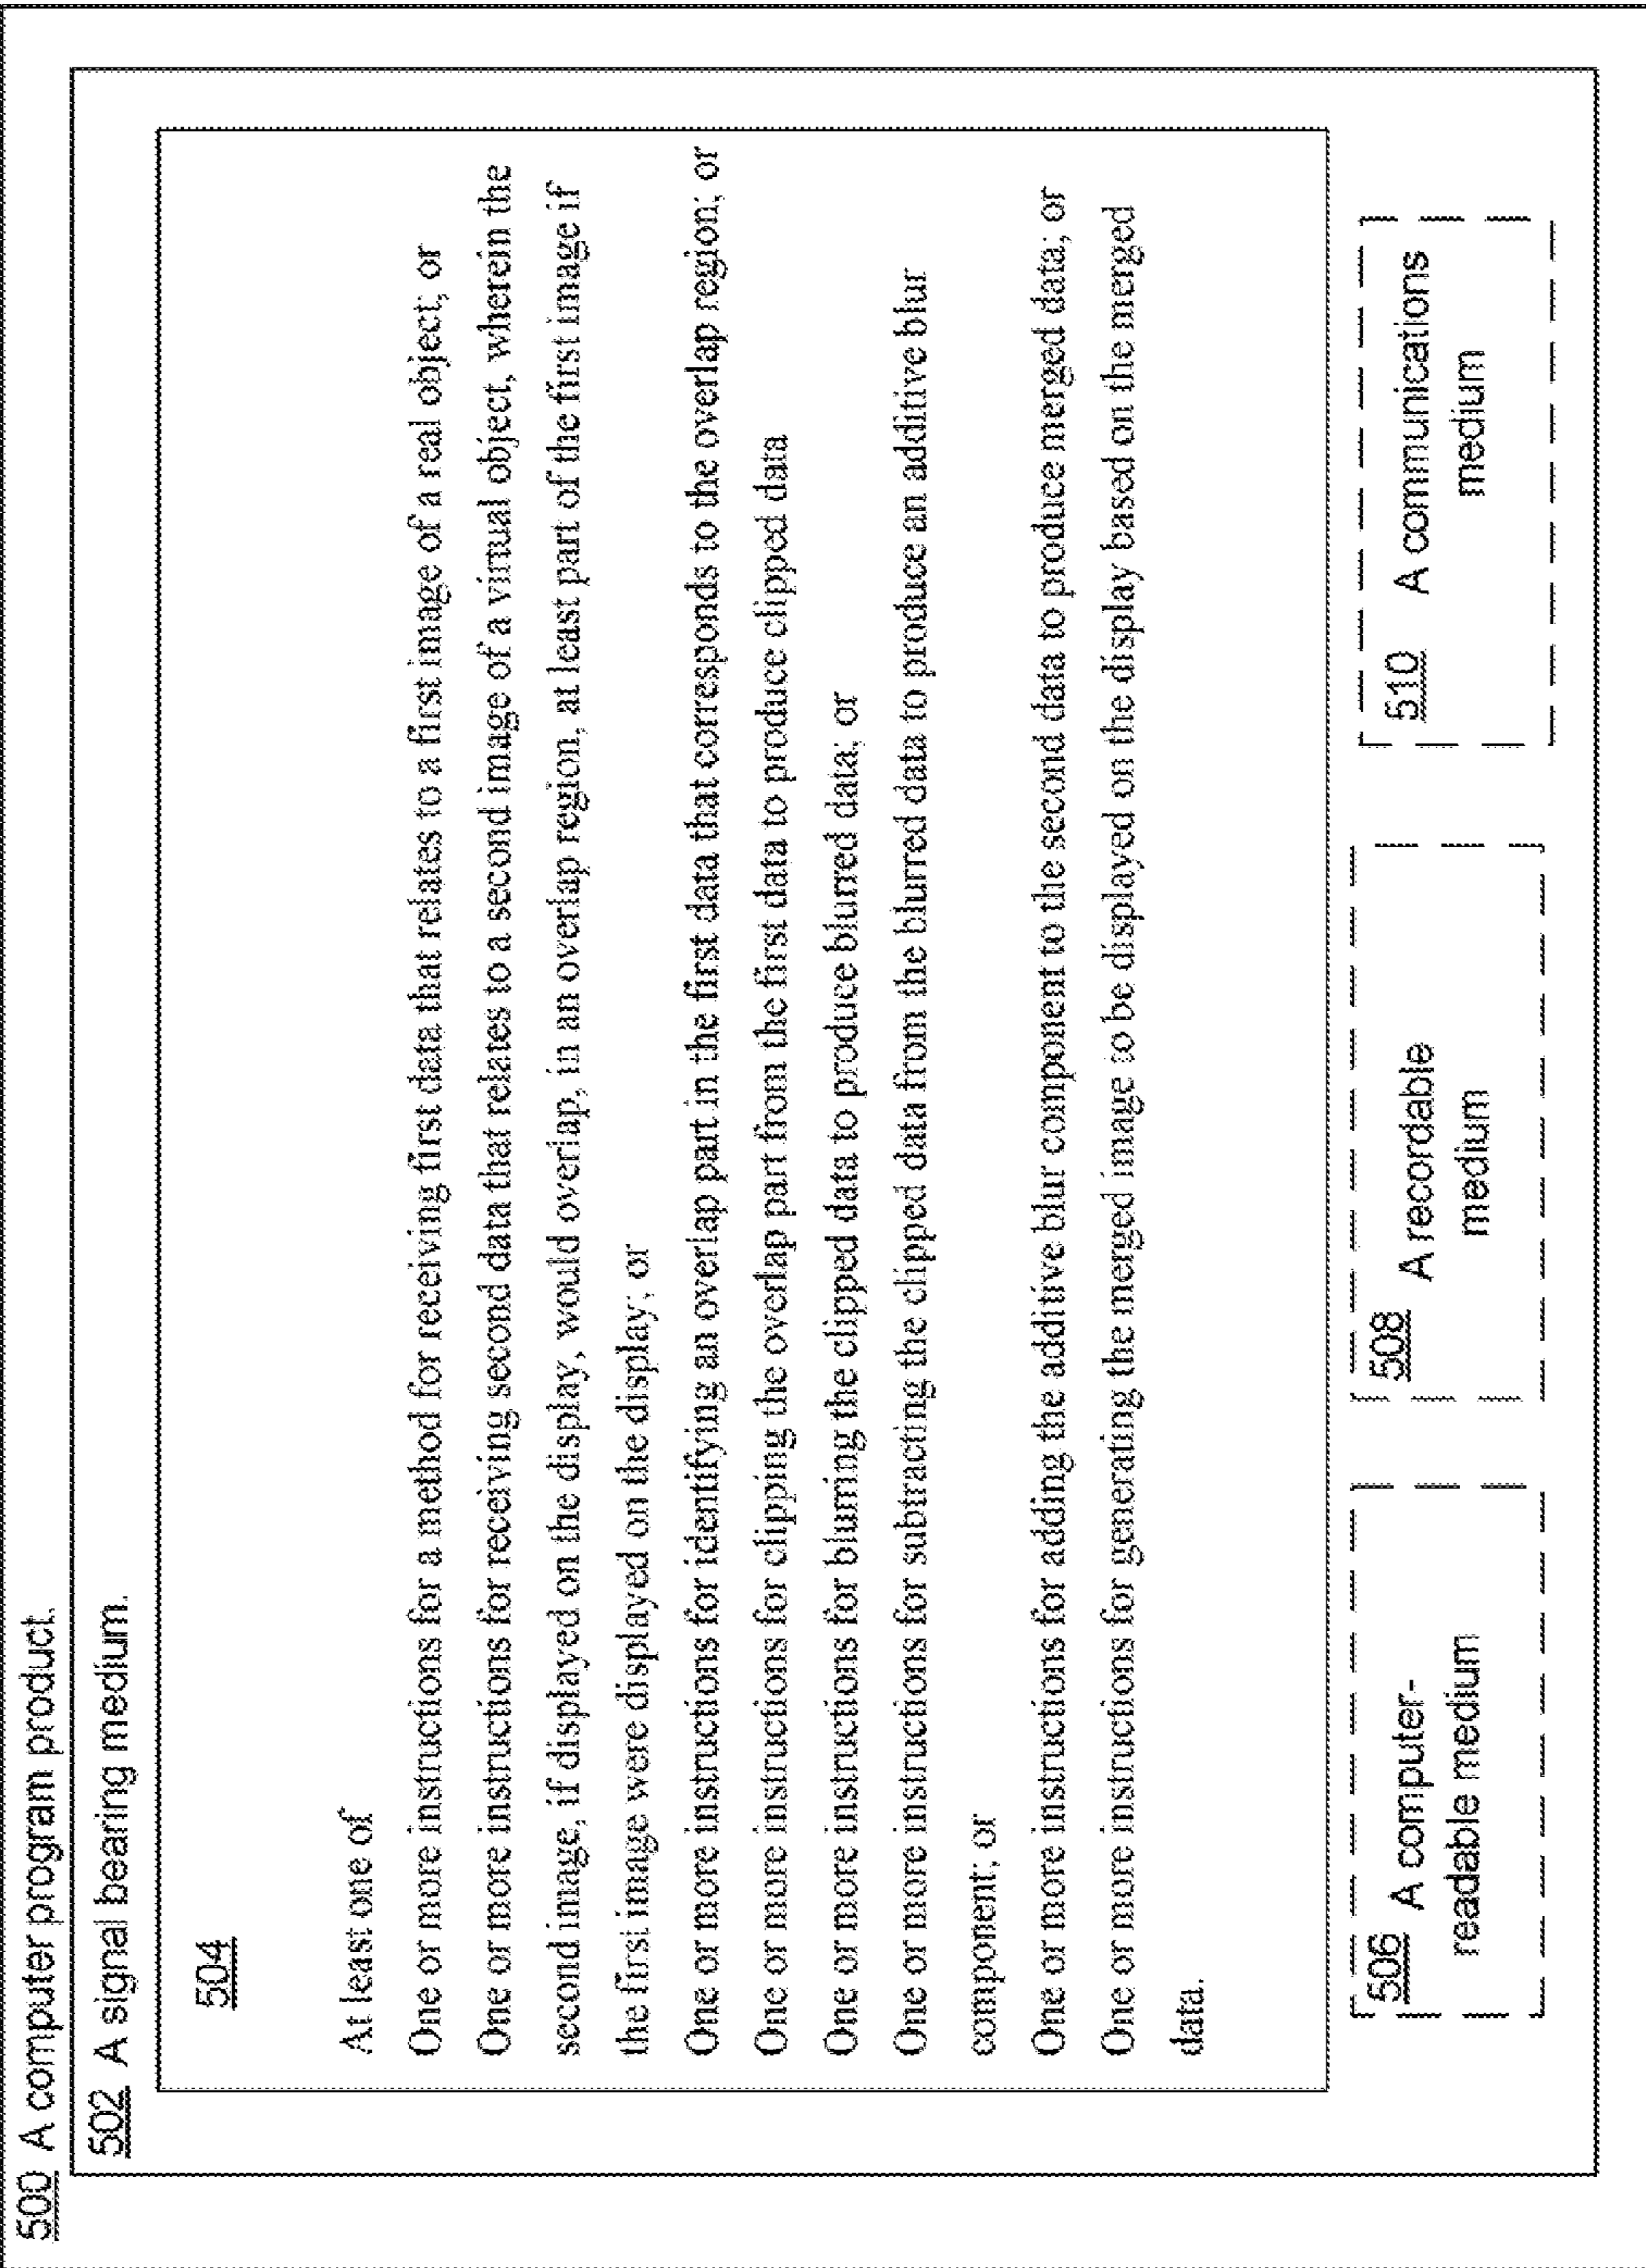 500 A computer program product.
502 A signal bearing medium.
504
At least one of
One or more instructions for a method for receiving first data that relates to a first image of a real object; or
One or more instructions for receiving second data that relates to a second image of a virtual object, wherein the
second image, if displayed on the display, would overlap, in an overlap region, at least part of the first image if
the first image were displayed on the display; or
One or more instructions for identifying an overlap part in the first data that corresponds to the overlap region; or
One or more instructions for clipping the overlap part from the first data to produce clipped data
One or more instructions for blurring the clipped data to produce blurred data; or
One or more instructions for subtracting the clipped data from the blurred data to produce an additive blur
component; or
One or more instructions for adding the additive blur component to the second data to produce merged data; or
One or more instructions for generating the merged image to be displayed on the display based on the merged
data.
506 A computer-
readable medium
508 A recordable
medium
510 A communications
medium